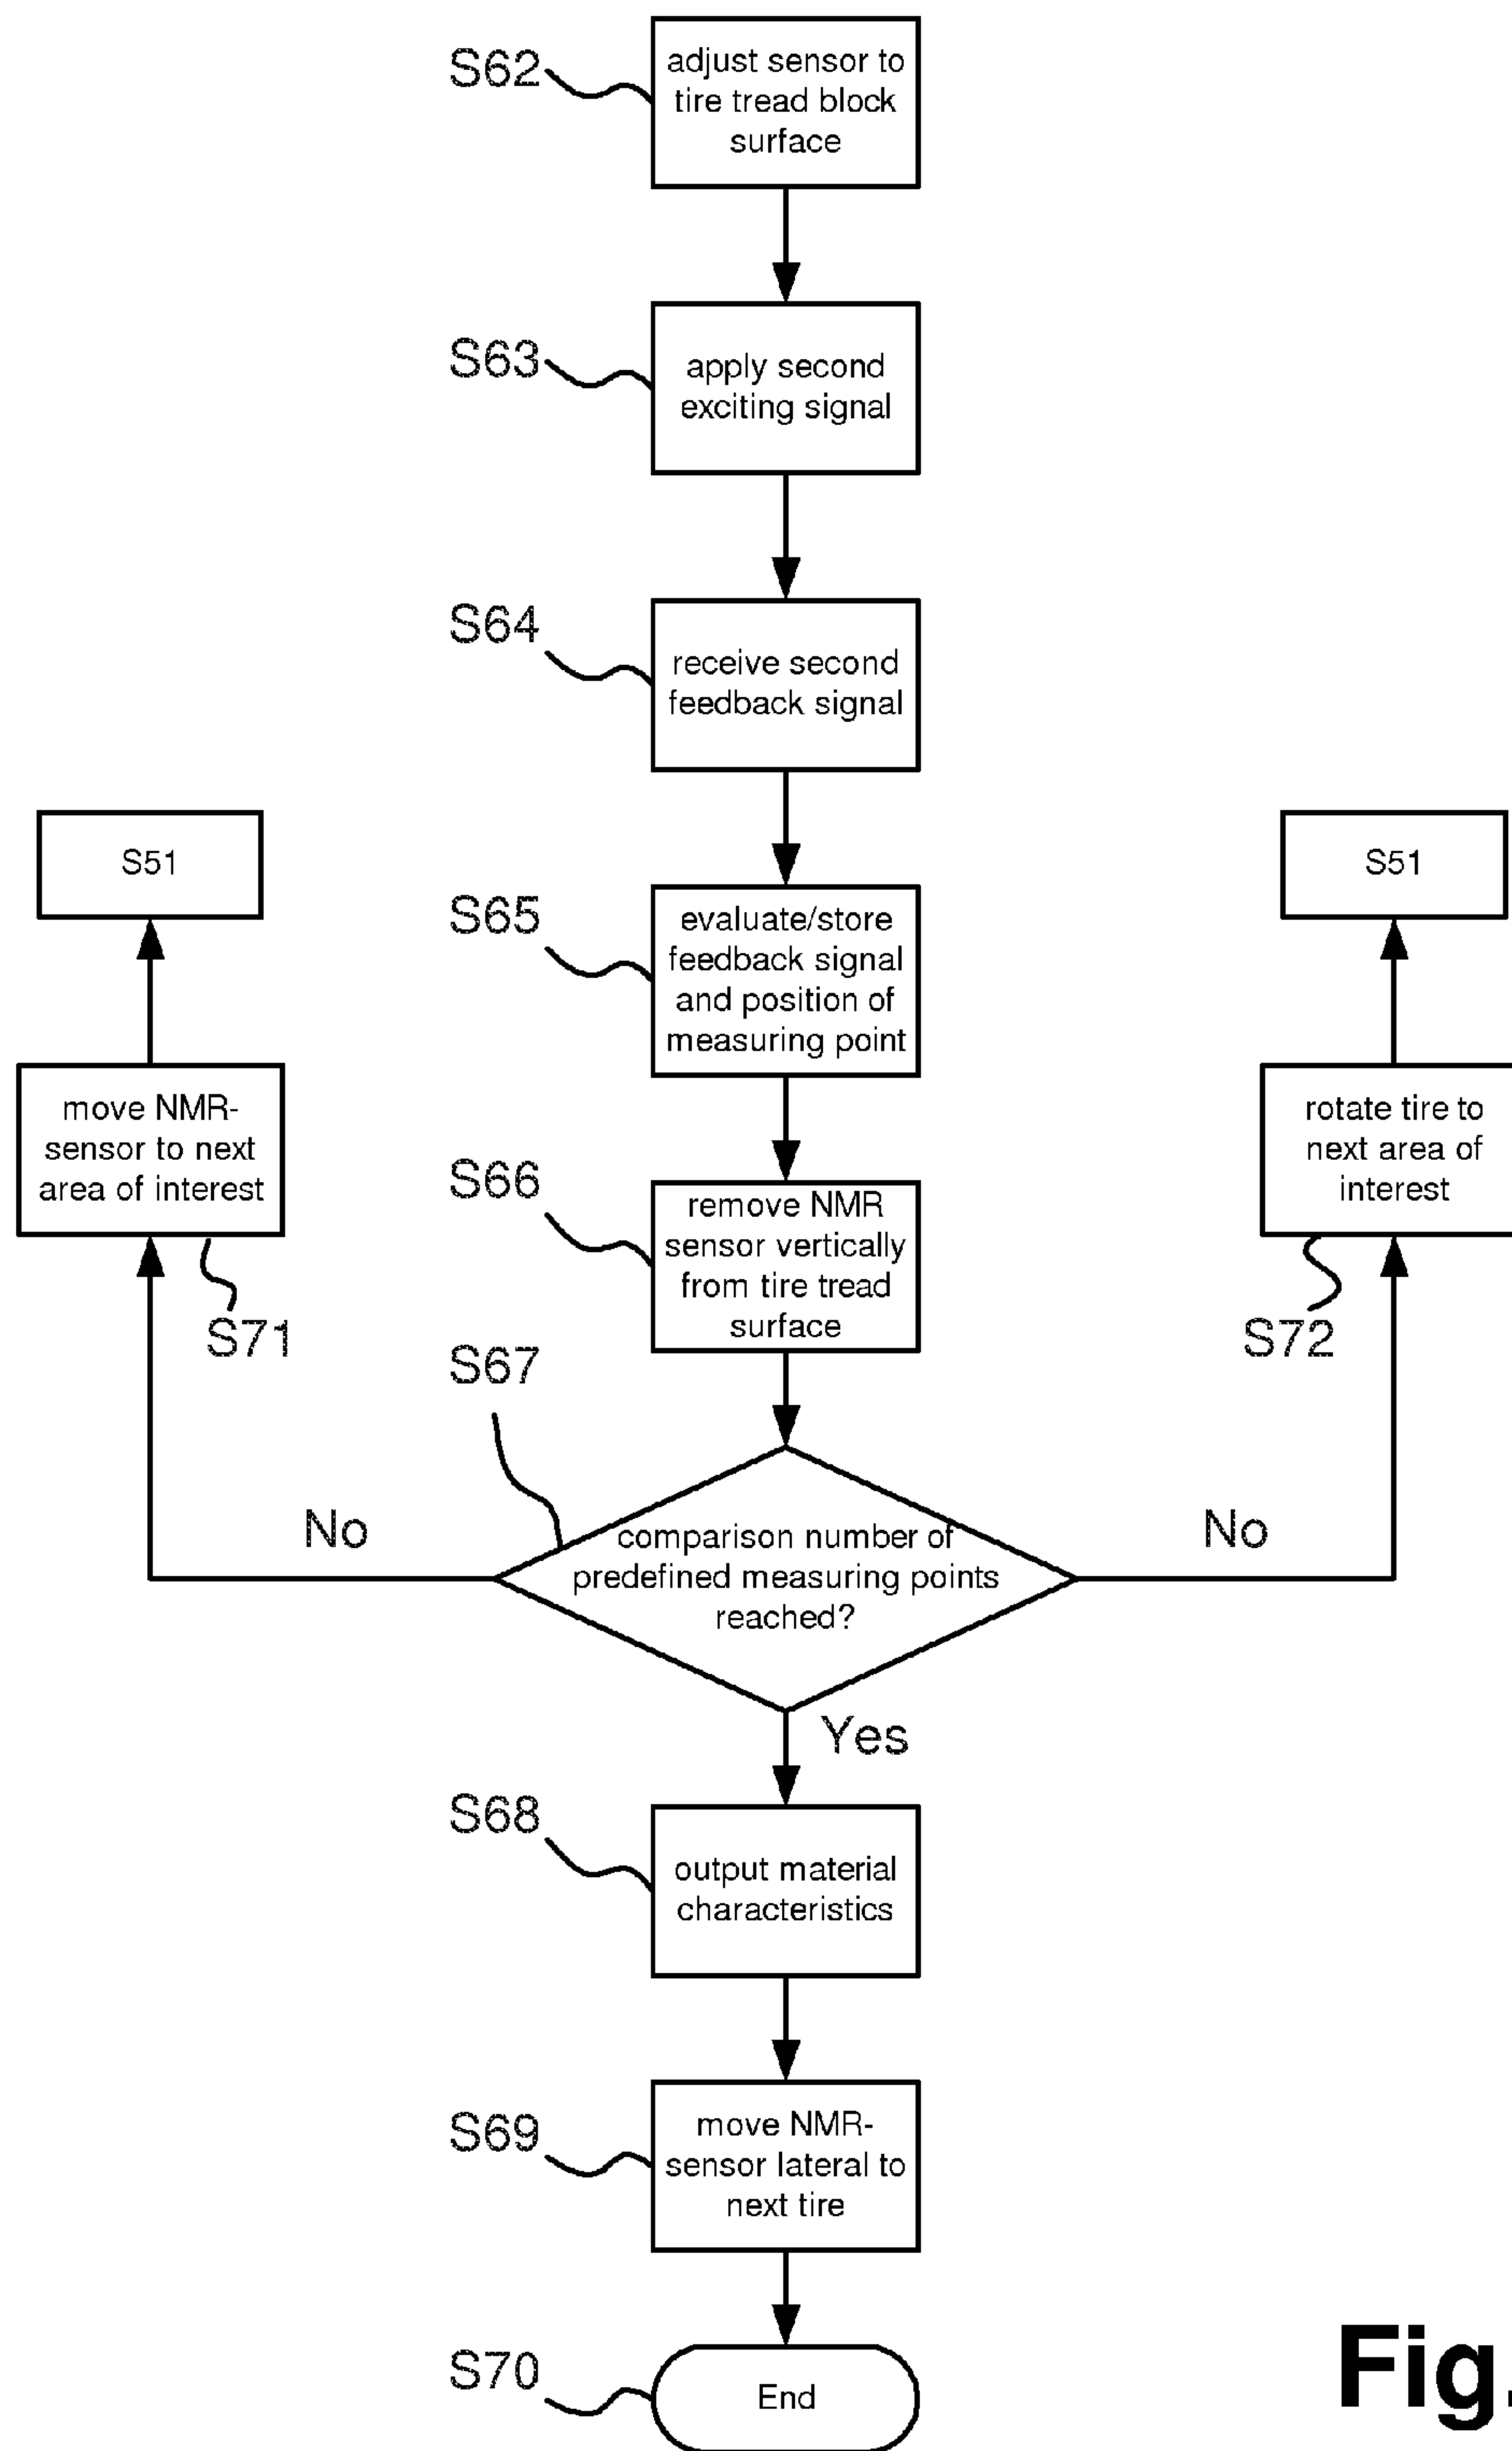 S62
adjust sensor to
tire tread block
surface
S63
apply second
exciting signal
S64
receive second
feedback signal
S51
S51
S65
evaluate/store
feedback signal
and position of
measuring point
move NMR-
sensor to next
area of interest
rotate tire to
next area of
interest
S66
remove NMR
sensor vertically
from tire tread
surface
S71
S72
S67
No
comparison number of
predefined measuring points
reached?
No
Yes
S68
output material
characteristics
S69
move NMR-
sensor lateral to
next tire
S70
End
Fig.